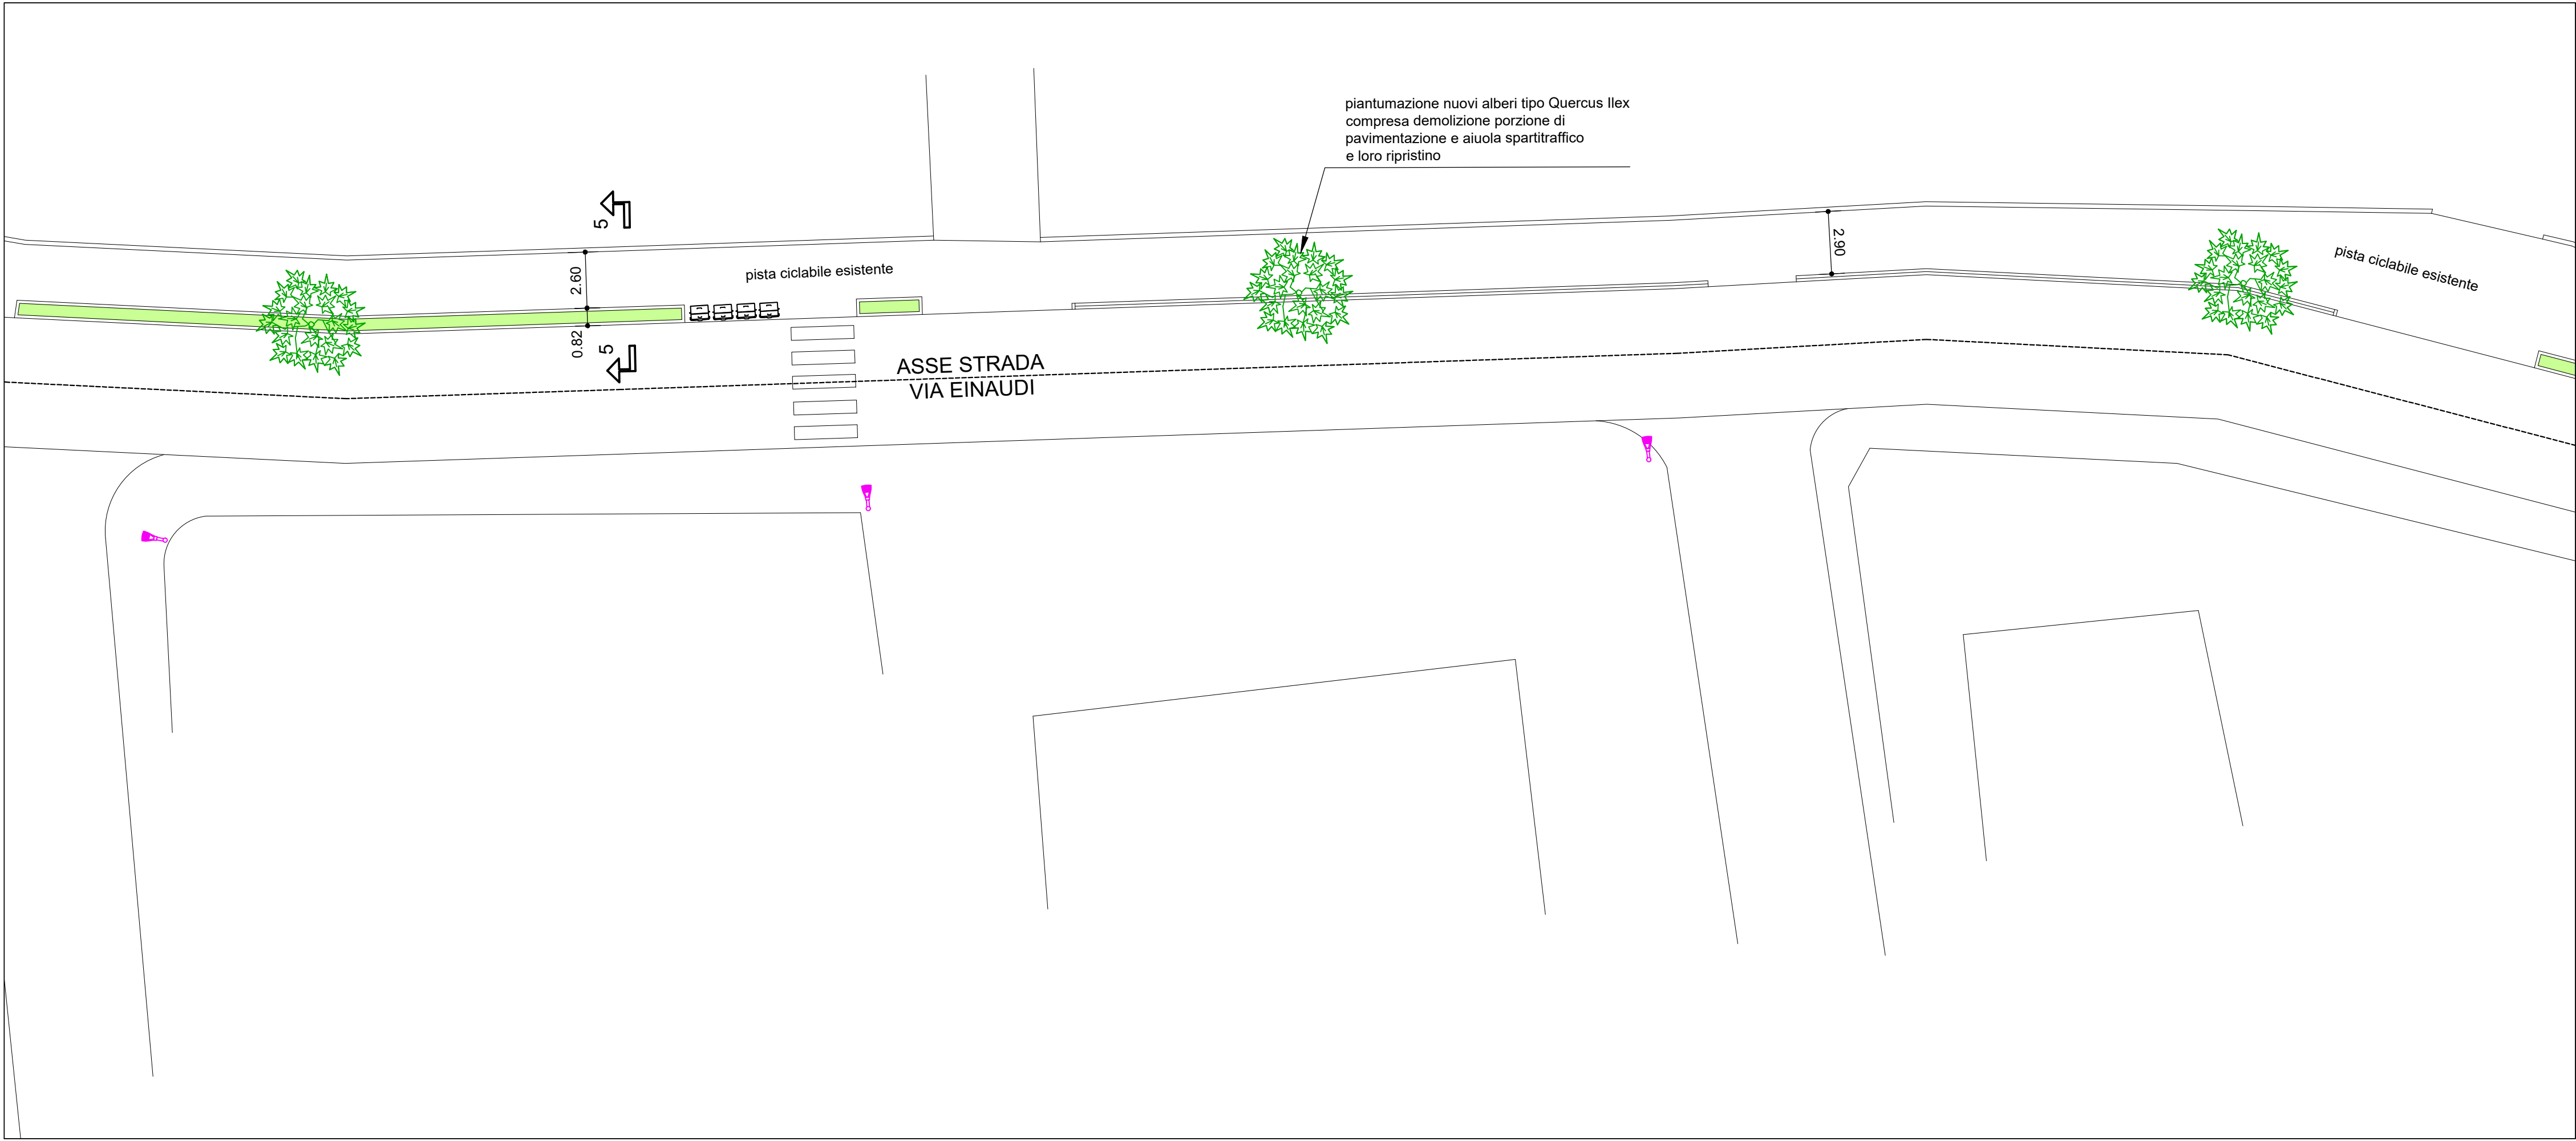 piantumazione nuovi alberi tipo Quercus Ilex
compresa demolizione porzione di
pavimentazione e aiuola spartitraffico
e loro ripristino
5
2.60
pista ciclabile esistente
2.90
pista ciclabile esistente
0.82
5
ASSE STRADA
VIA EINAUDI